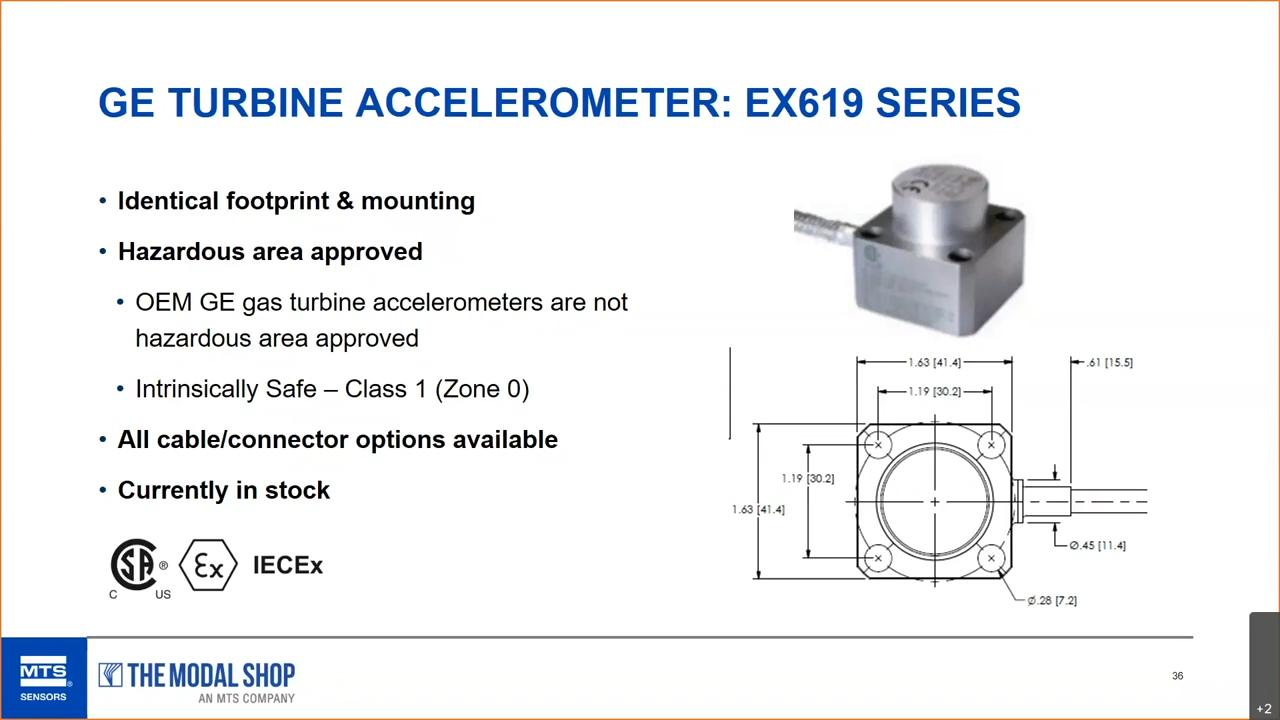 GE TURBINE ACCELEROMETER: EX619 SERIES
• Identical footprint & mounting
• Hazardous area approved
• OEM GE gas turbine accelerometers are not
hazardous area approved
• Intrinsically Safe – Class 1 (Zone 0)
• All cable/connector options available
• Currently in stock
1.63 [41.4]
.61 [15.5]
1.19 [30.2]
1.19 [30.2]
1.63 [41.4]
Ø.45 [11.4]
Ø.28 [7.2]
SA ®
C US
Ex
IECEx
MTS®
SENSORS
THE MODAL SHOP
AN MTS COMPANY
36
+2